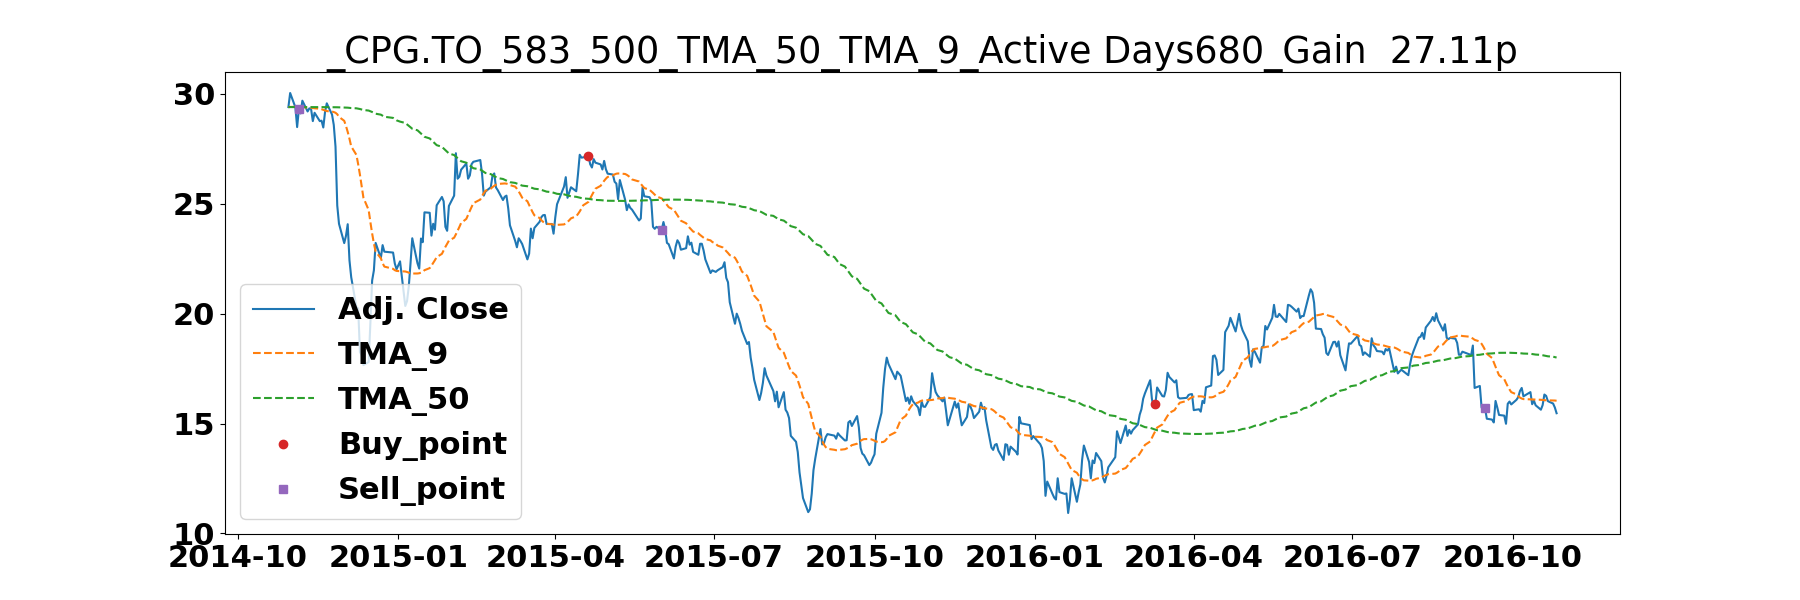 _CPG.TO_583_500_TMA_50_TMA_9_Active Days680_Gain  27.11p
30
25
20
15
10
Adj. Close
TMA_9
TMA_50
Buy_point
Sell_point
2014-10 2015-01 2015-04 2015-07 2015-10 2016-01 2016-04 2016-07 2016-10